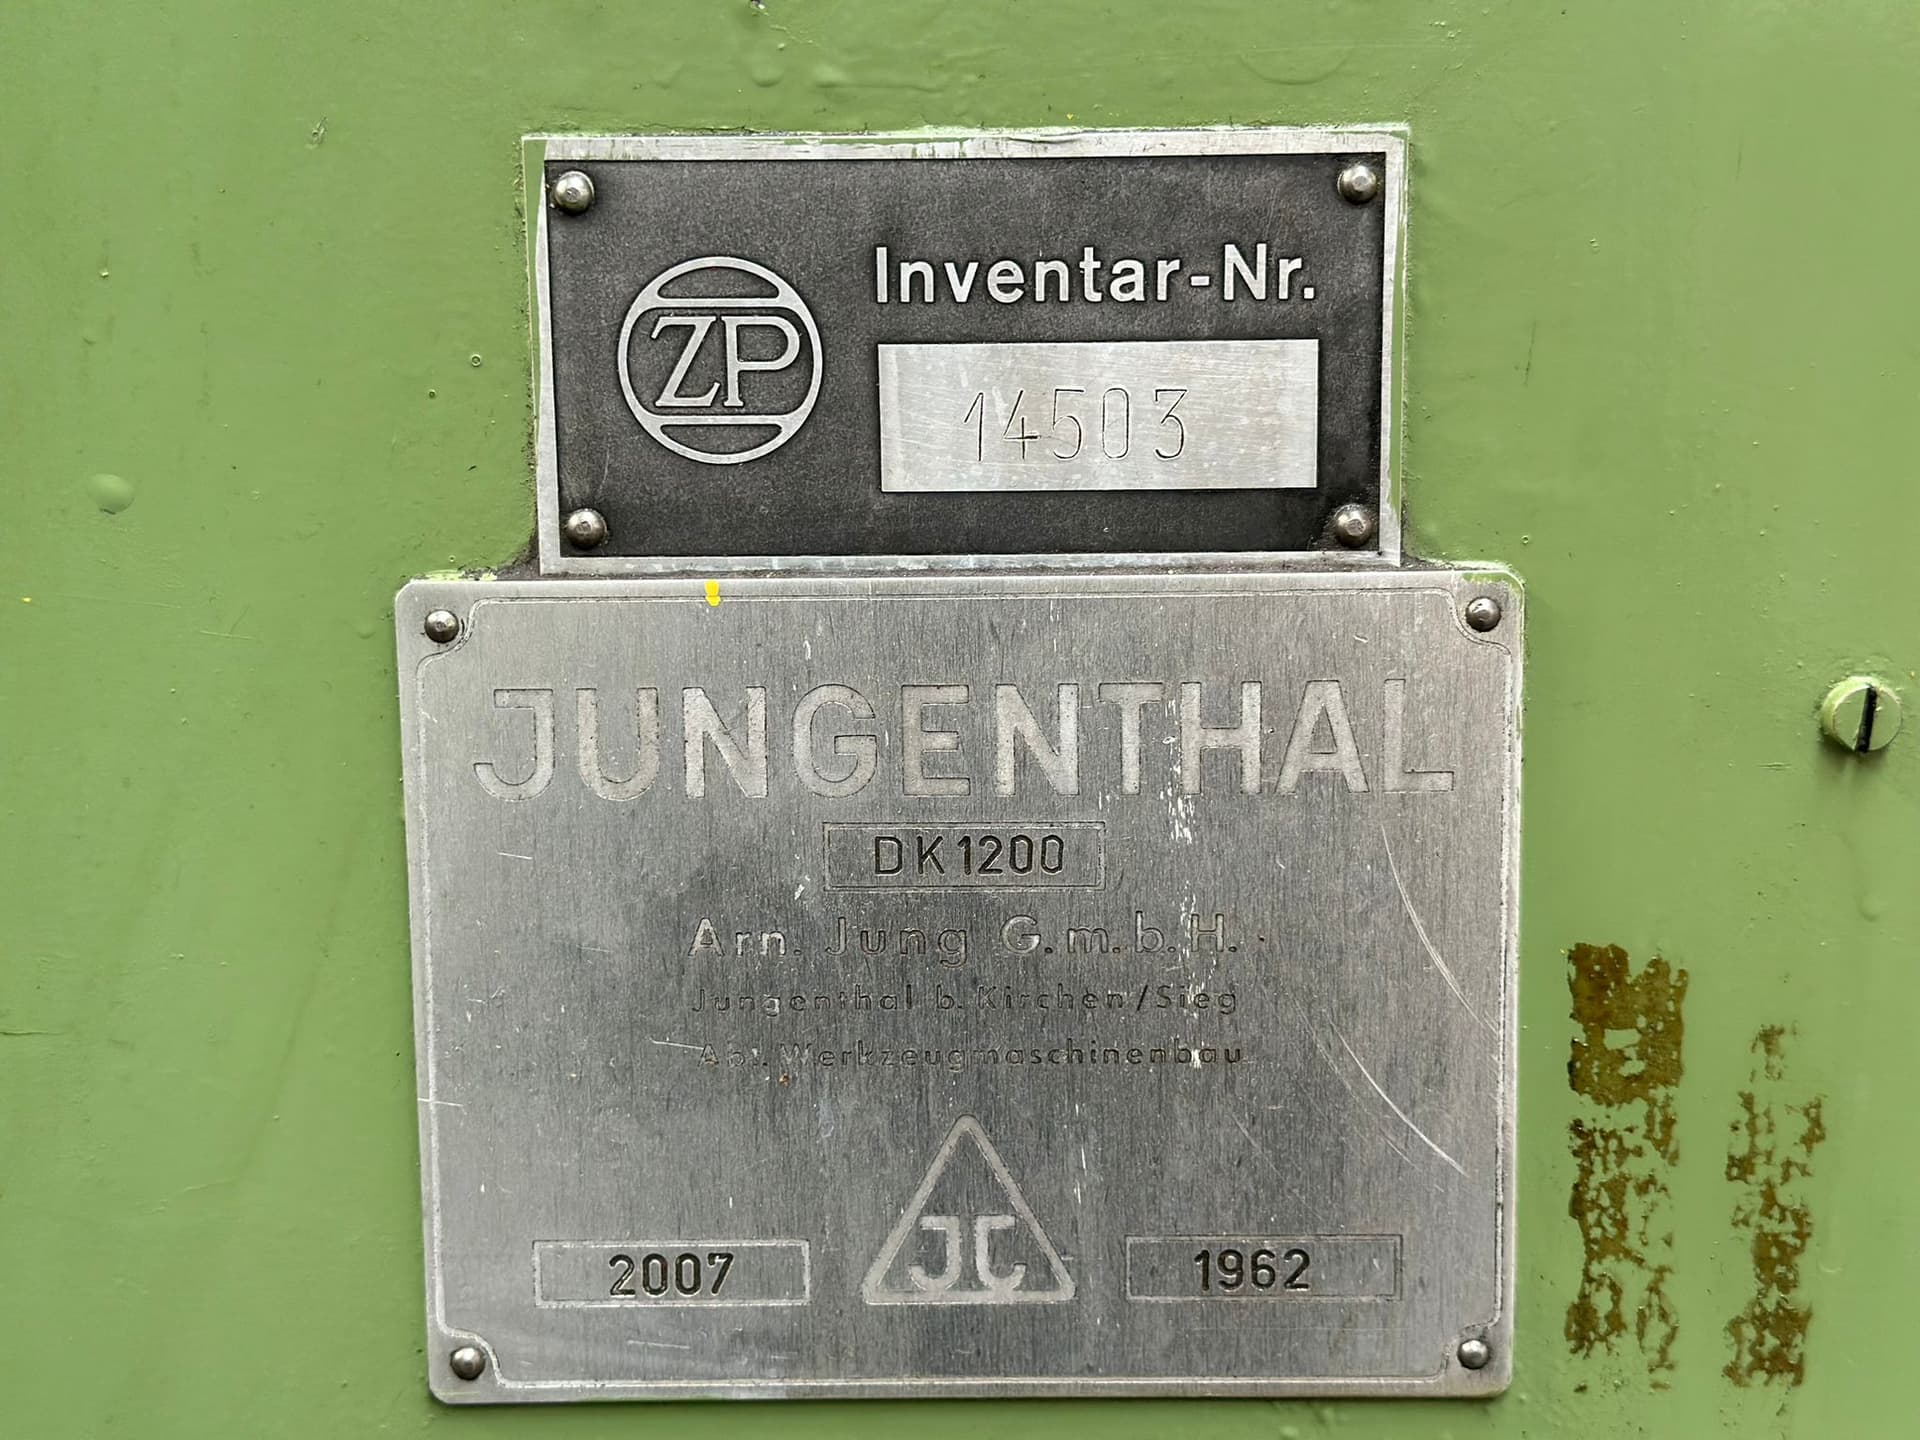 ZP
Inventar-Nr.
14503
JUNGENTHAL
DK1200
Arn. Jung G.m.b.H.
Jungenthal b. Kirchen/Sieg
Abt. Werkzeugmaschinenbau
JJ
2007
1962